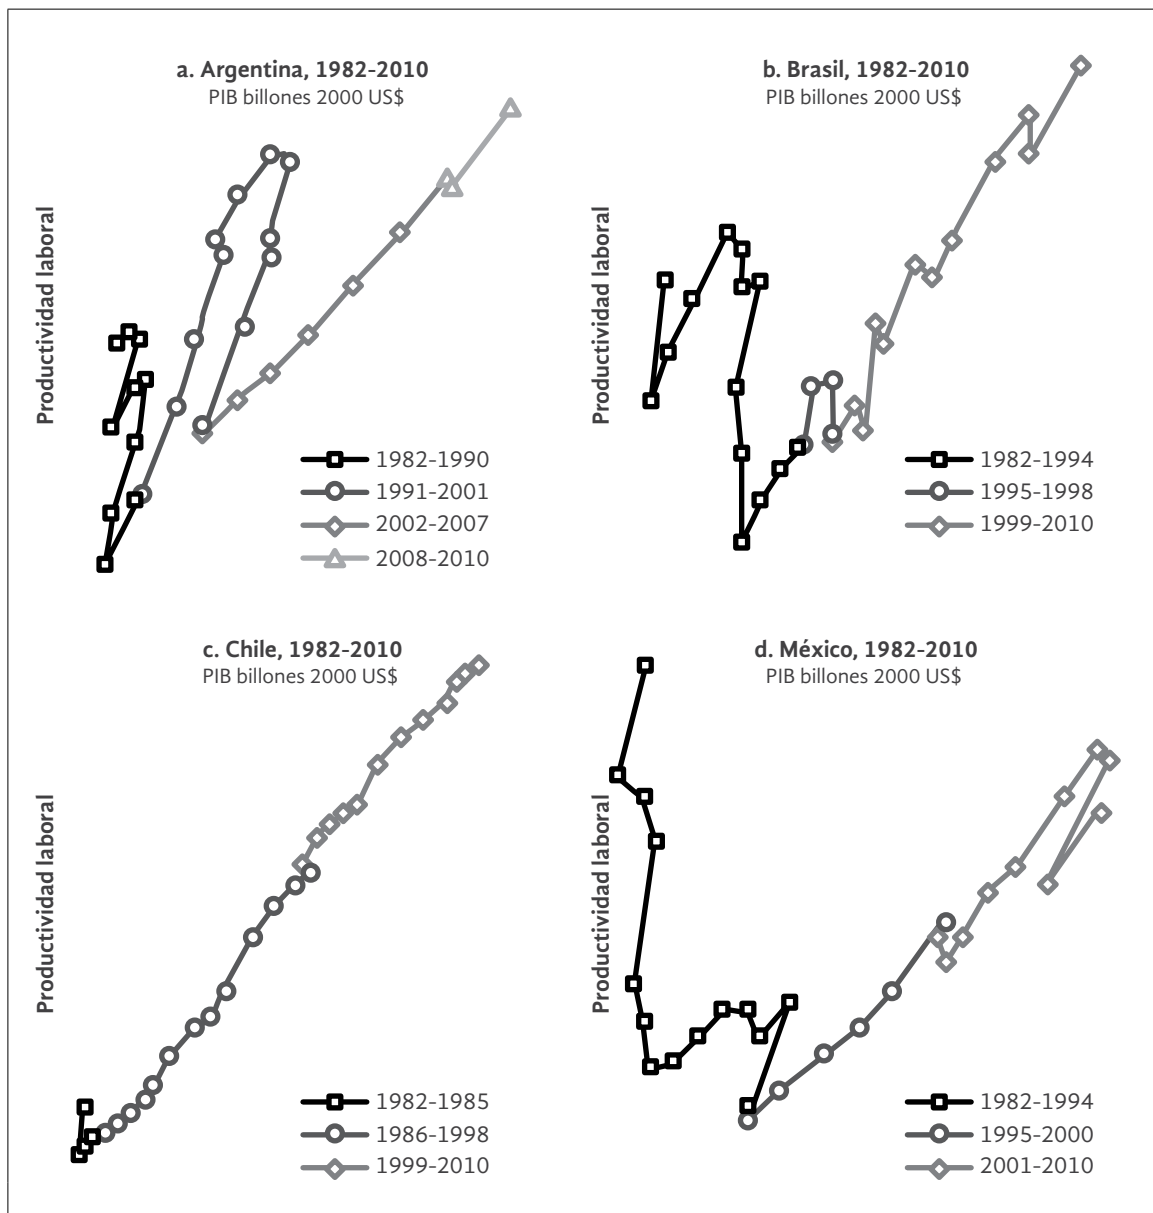 a. Argentina, 1982-2010
PIB billones 2000 US$
Productividad laboral
1982-1990
1991-2001
2002-2007
2008-2010
b. Brasil, 1982-2010
PIB billones 2000 US$
Productividad laboral
1982-1994
1995-1998
1999-2010
c. Chile, 1982-2010
PIB billones 2000 US$
Productividad laboral
1982-1985
1986-1998
1999-2010
d. México, 1982-2010
PIB billones 2000 US$
Productividad laboral
1982-1994
1995-2000
2001-2010